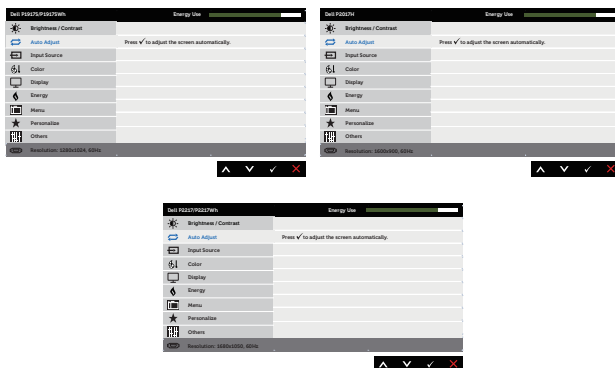 Dell P1917S/P1917SWh Energy Use
Brightness / Contrast
Auto Adjust Press ✓ to adjust the screen automatically.
Input Source
Color
Display
Energy
Menu
Personalize
Others
Resolution: 1280x1024, 60Hz
Dell P2017H Energy Use
Brightness / Contrast
Auto Adjust Press ✓ to adjust the screen automatically.
Input Source
Color
Display
Energy
Menu
Personalize
Others
Resolution: 1600x900, 60Hz
Dell P2217/P2217Wh Energy Use
Brightness / Contrast
Auto Adjust Press ✓ to adjust the screen automatically.
Input Source
Color
Display
Energy
Menu
Personalize
Others
Resolution: 1680x1050, 60Hz